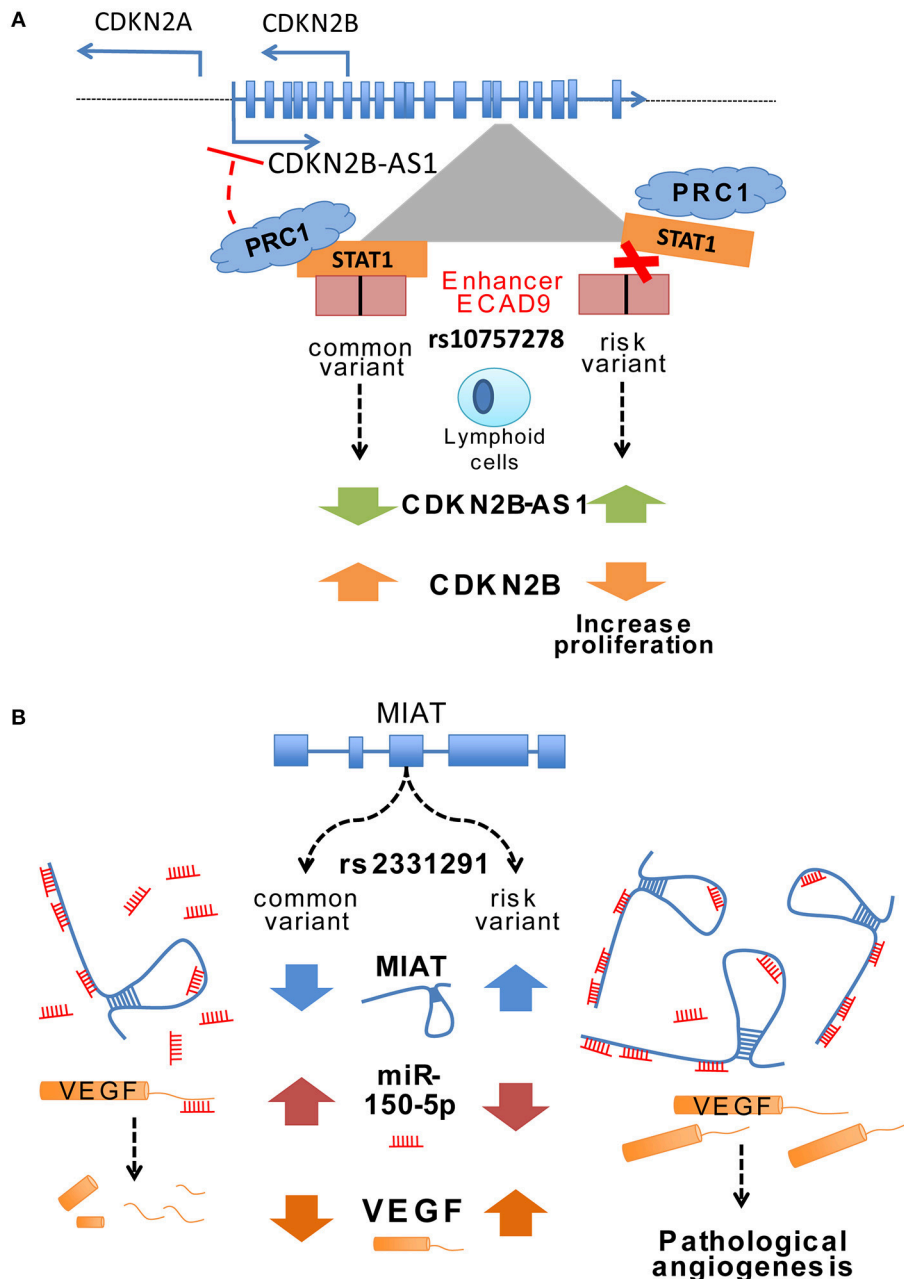 A
CDKN2A
CDKN2B
CDKN2B-AS1
PRC1
PRC1
STAT1
STAT1
Enhancer
ECAD9
rs10757278
common
variant
risk
variant
Lymphoid
cells
CDKN2B-AS1
CDKN2B
Increase
proliferation
B
MIAT
rs2331291
common
variant
risk
variant
MIAT
miR-
150-5p
VEGF
VEGF
VEGF
Pathological
angiogenesis